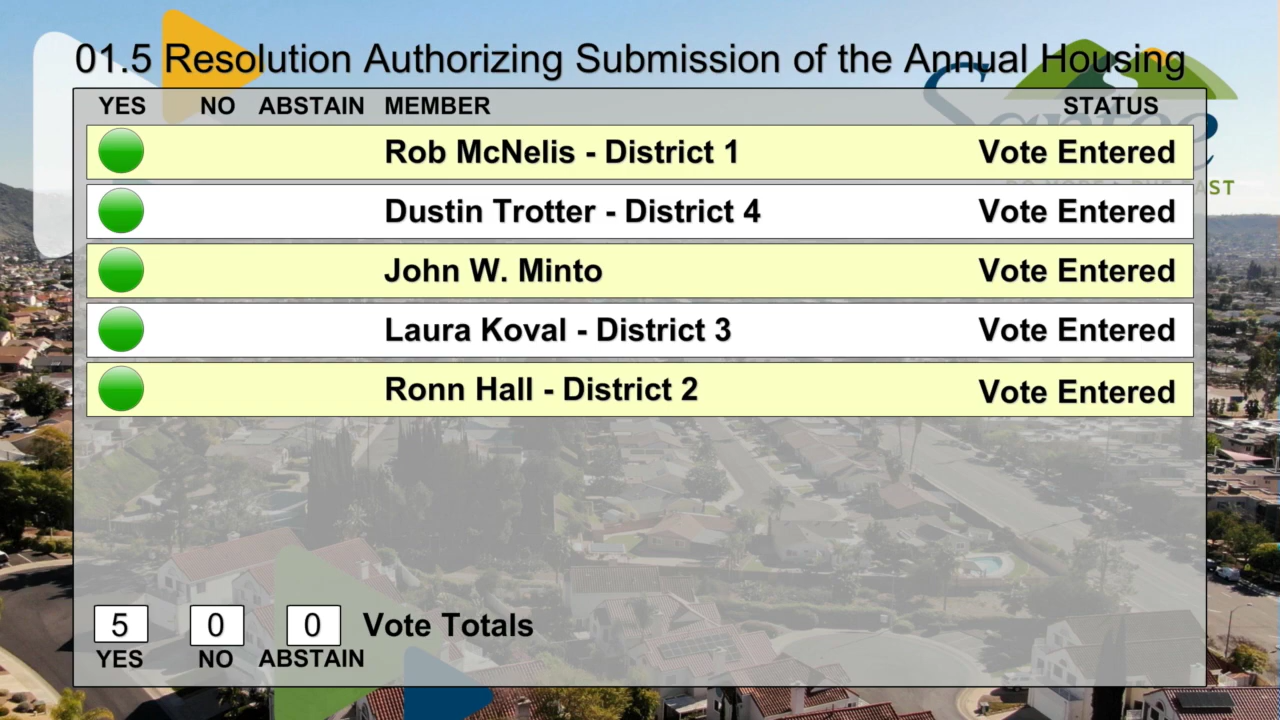 01.5 Resolution Authorizing Submission of the Annual Housing
YES NO ABSTAIN MEMBER STATUS
Rob McNelis - District 1 Vote Entered
Dustin Trotter - District 4 Vote Entered
John W. Minto Vote Entered
Laura Koval - District 3 Vote Entered
Ronn Hall - District 2 Vote Entered
5 0 0 Vote Totals
YES NO ABSTAIN